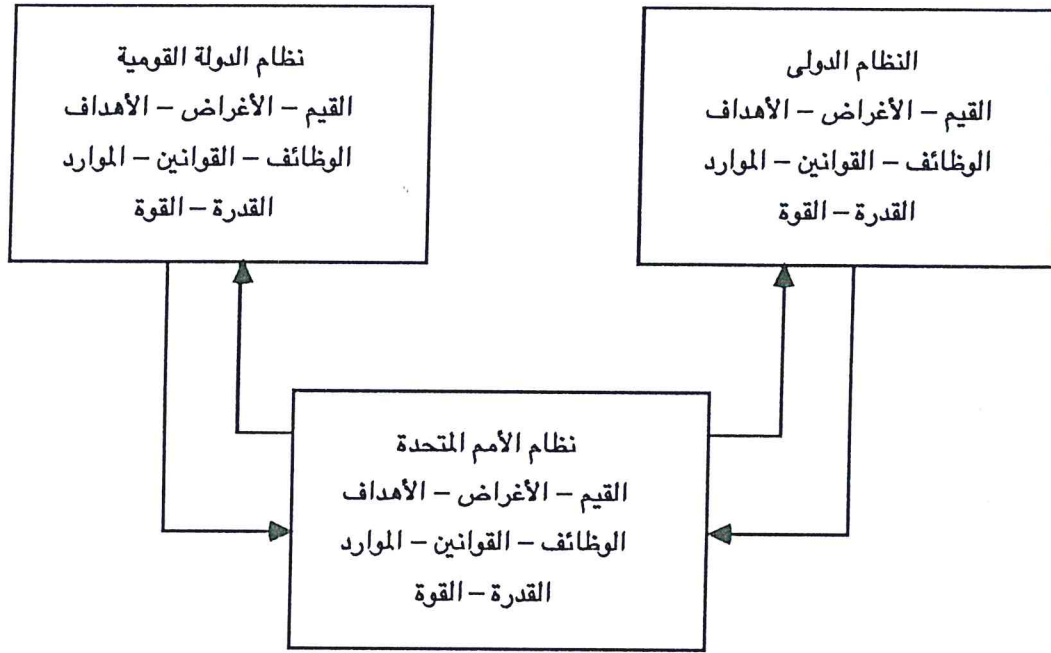 النظام الدولى
القيم – الأغراض – الأهداف
الوظائف – القوانين – الموارد
القدرة – القوة
نظام الدولة القومية
القيم – الأغراض – الأهداف
الوظائف – القوانين – الموارد
القدرة – القوة
نظام الأمم المتحدة
القيم – الأغراض – الأهداف
الوظائف – القوانين – الموارد
القدرة – القوة